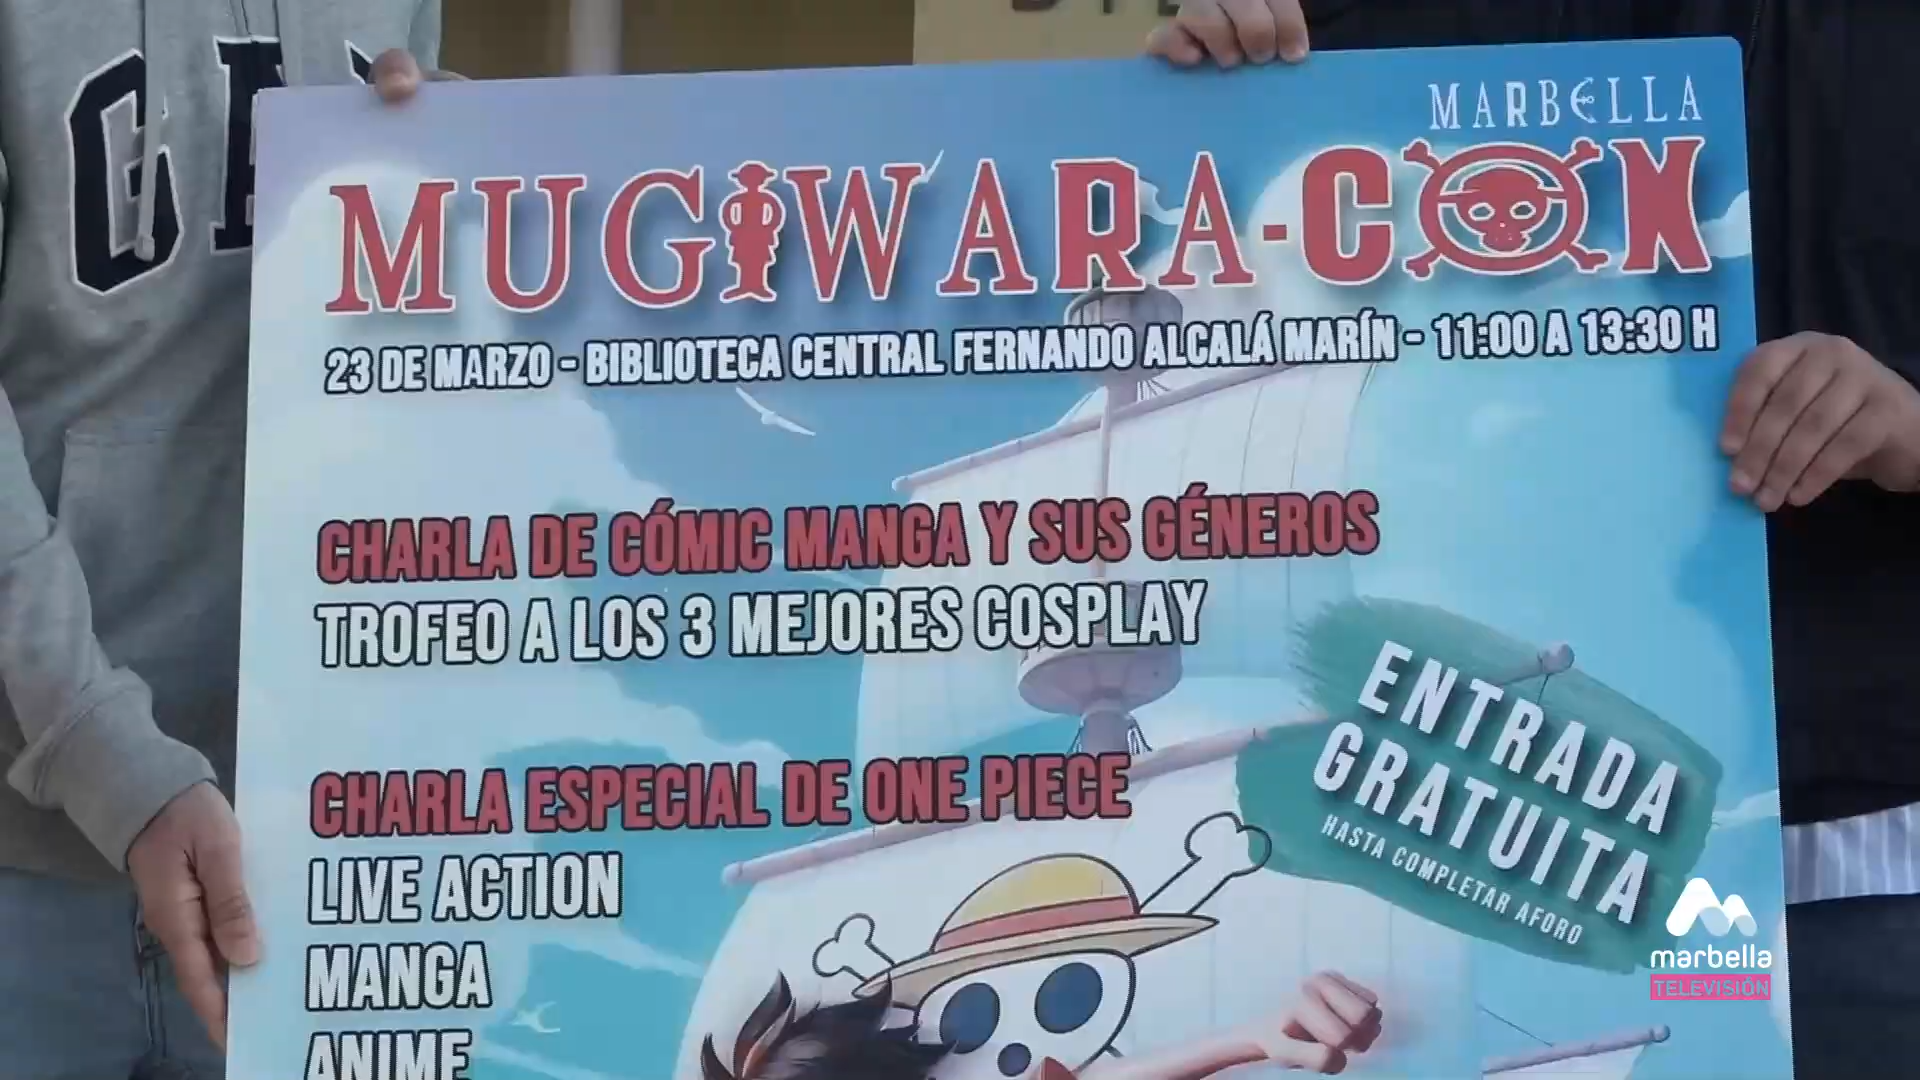 MARBELLA
MUGIWARA-CON
23 DE MARZO - BIBLIOTECA CENTRAL FERNANDO ALCALÁ MARÍN - 11:00 A 13:30 H
CHARLA DE CÓMIC MANGA Y SUS GÉNEROS
TROFEO A LOS 3 MEJORES COSPLAY
ENTRADA
GRATUITA
HASTA COMPLETAR AFORO
CHARLA ESPECIAL DE ONE PIECE
LIVE ACTION
MANGA
ANIME
marbella
TELEVISIÓN